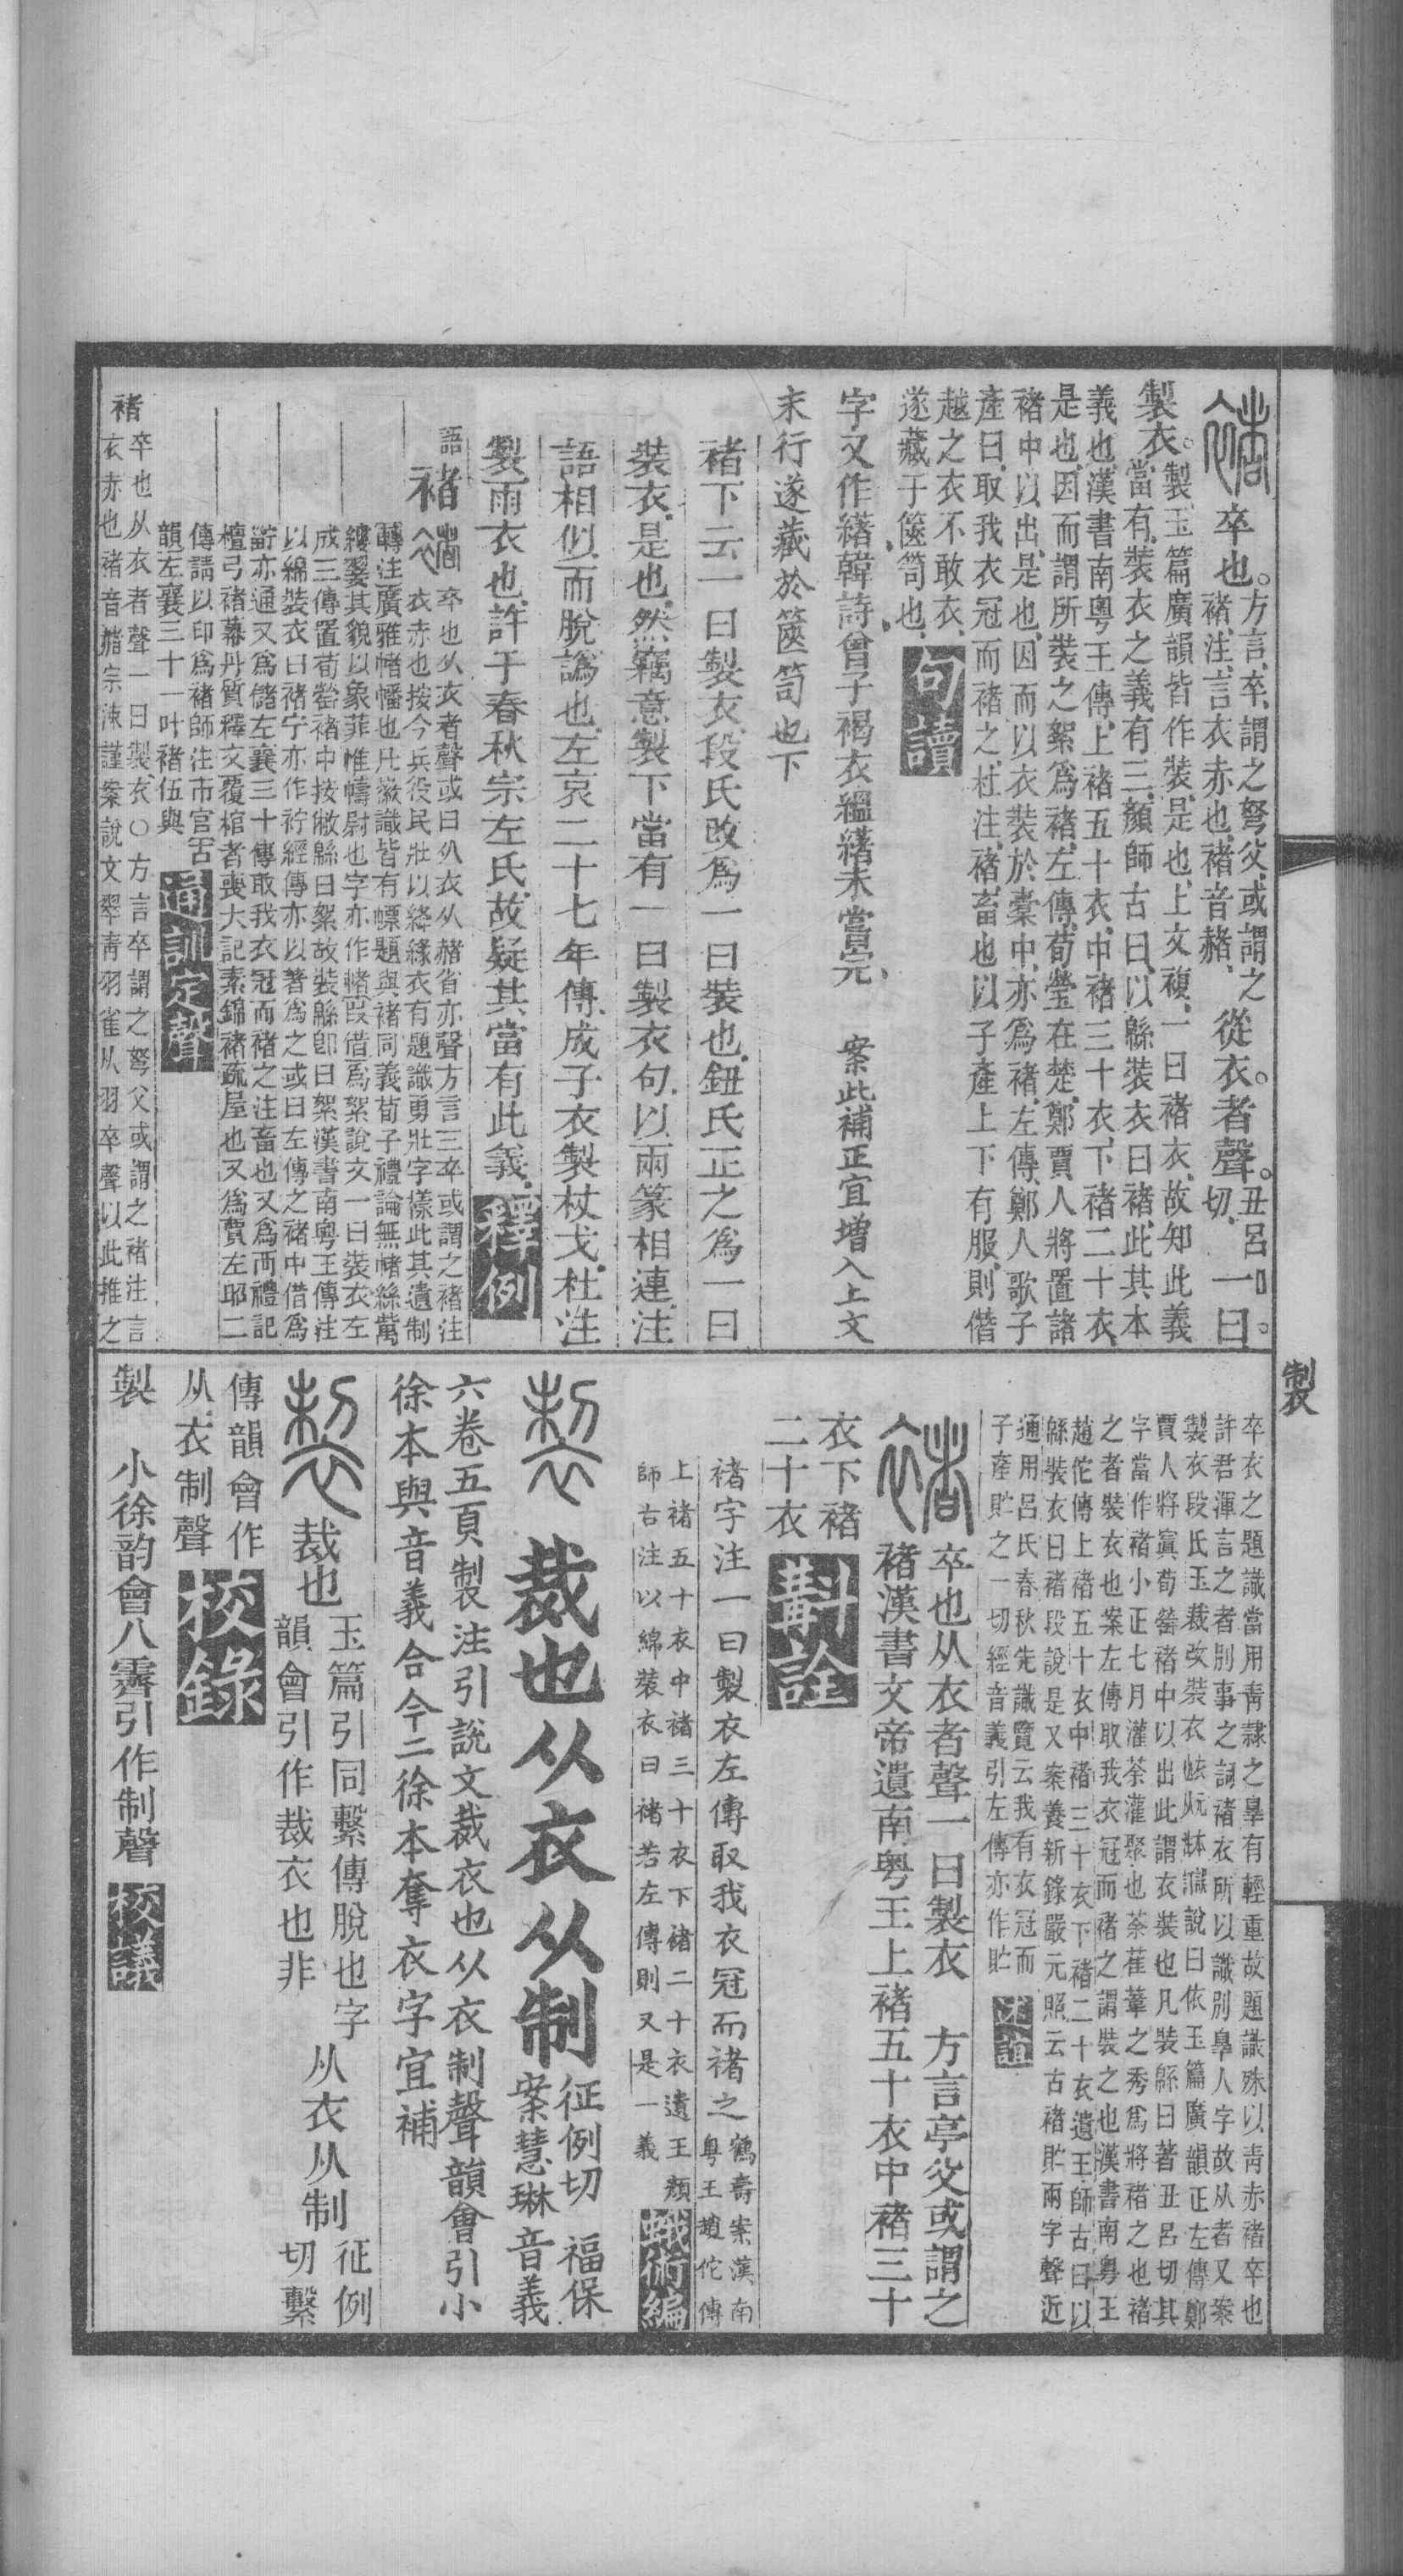 卒也。方言、卒、謂之弩父、或謂之
褚、注、言衣赤也、褚音赭、從衣。者聲。丑呂切、一曰
製衣。製、玉篇廣韻皆作裝、是也、上文複、一曰褚衣、故知此義
當有、裝衣之義有三、顏師古曰、以緜裝衣曰褚、此其本
義也、漢書南粵王傳、上褚五十衣、中褚三十衣、下褚二十衣、
是也、因而謂所裝之絮為褚、左傳、荀罃在楚、鄭賈人將置諸
褚中以出、是也、因而以衣裝於橐中、亦為褚、左傳、鄭人歌子
產曰、取我衣冠而褚之、杜注、褚、畜也、以子產上下有服、則僭
越之衣不敢衣、
遂藏于篋笥也、句讀
字又作緒、韓詩、曾子褐衣縕緒未嘗完、　案此補正宜增入上文
末行遂藏於篋笥也下
褚下云一曰製衣、段氏改為一曰裝也、鈕氏正之為一曰
裝衣、是也、然竊意製下當有一曰製衣句、以兩篆相連、注
語相似、而脫譌也、左哀二十七年傳、成子衣製杖戈、杜注
製、雨衣也、許于春秋宗左氏、故疑其當有此義、釋例
語褚　卒也从衣者聲或曰从衣从赭省亦聲方言三卒或謂之褚注
衣赤也按今兵役民壯以絳緣衣有題識勇壯字樣此其遺制
轉注廣雅幡也凡徽識皆有幖題與褚同義荀子禮論無幬絲
縷翣其貌以象菲帷幬尉也字亦作叚借為絮說文一曰裝衣左
成三傳置荀罃褚中按敝緜曰絮故裝緜卽曰絮漢書南粵王傳注
以綿裝衣曰褚字亦作衦經傳亦以著為之或曰左傳之褚中借為
亦通又為儲左襄三十傳取我衣冠而褚之注畜也又為禮記
檀弓褚幕丹質釋文覆棺者喪大記素錦褚疏屋也又為賈左昭二
傳請以印為褚師注市官古
韻左襄三十一叶褚伍與通訓定聲
褚　卒也从衣者聲一曰製衣〇方言卒謂之弩父或謂之褚注言
衣赤也褚音赭宗涑謹案說文翠青羽雀从羽卒聲以此推之
製
卒衣之題識當用青隸之皁有輕重故題識殊以青赤褚卒也
許君渾言之者別事之詞褚衣所以識別皁人字故从者又案
製衣段氏玉裁改裝衣說曰依玉篇廣韻正左傳鄭
賈人將寘荀罃褚中以出此謂衣裝也凡裝緜曰著丑呂切其
字當作褚小正七月灌荼灌聚也荼雚葦之秀為將褚之也褚
之者裝衣也案左傳取我衣冠而褚之謂裝之也漢書南粵王
趙佗傳上褚五十衣中褚三十衣下褚二十衣遺王師古曰以
緜裝衣曰褚段說是又案養新錄嚴元照云古褚貯兩字聲近
通用呂氏春秋先識覽云我有衣冠而
子產貯之一切經音義引左傳亦作貯述誼
卒也从衣者聲一曰製衣　方言亭父或謂之
褚漢書文帝遺南粵王上褚五十衣中褚三十
衣下褚
二十衣斠詮
褚字注一曰製衣左傳取我衣冠而褚之鶴壽案漢南粵王趙佗傳
上褚五十衣中褚三十衣下褚二十衣遺王顏
師古注以綿裝衣曰褚若左傳則又是一義蛾術編
裁也从衣从制征例切　福保案慧琳音義
六卷五頁製注引說文裁衣也从衣制聲韻會引小
徐本與音義合今二徐本奪衣字宜補
裁也玉篇引同繫傳脫也字韻會引作裁衣也非从衣从制征例切繫
傳韻會作
从衣制聲校錄
製　小徐韵會八霽引作制聲校議